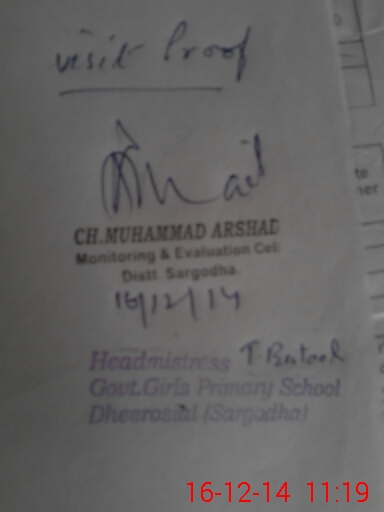 visit Proof
CH.MUHAMMAD ARSHAD
Monitoring & Evaluation Cell
Distt. Sargodha.
16/12/14
Headmistress T. Batool
Govt.Girls Primary School
Dheerosial (Sargodha)
16-12-14 11:19